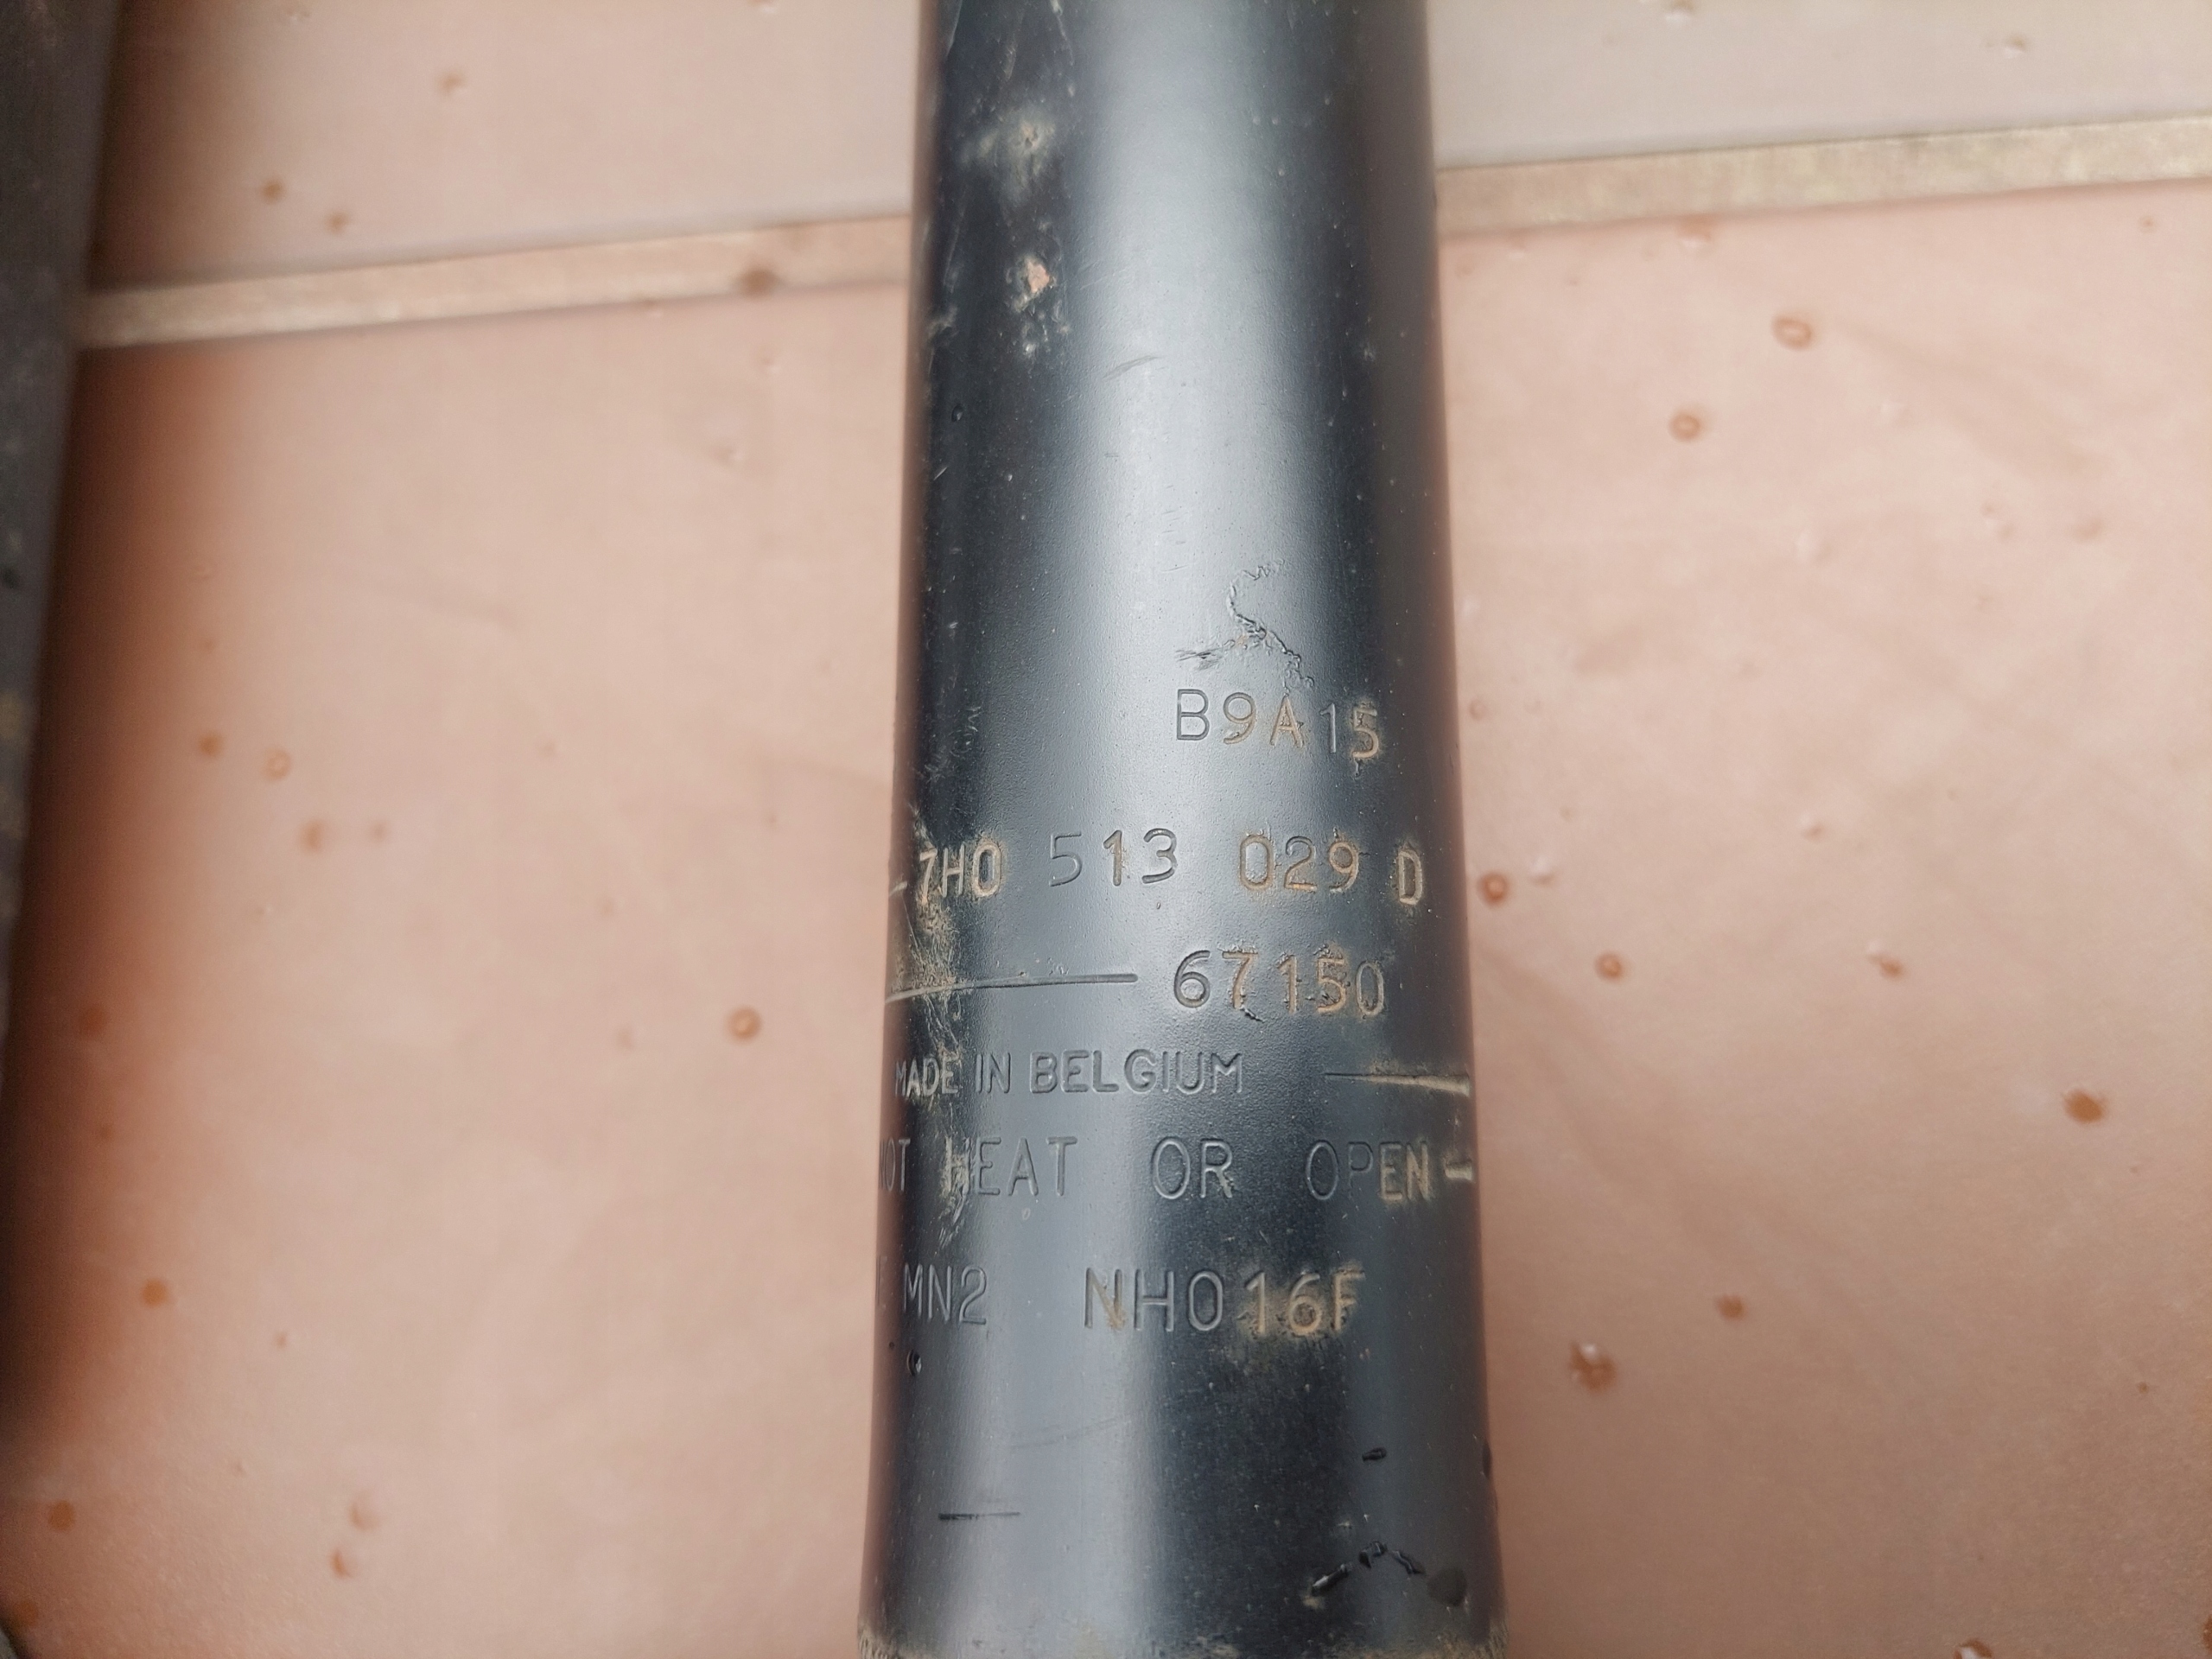 B9A15
7H0 513 029 D
67150
MADE IN BELGIUM
HEAT OR OPEN
MN2 NH016F